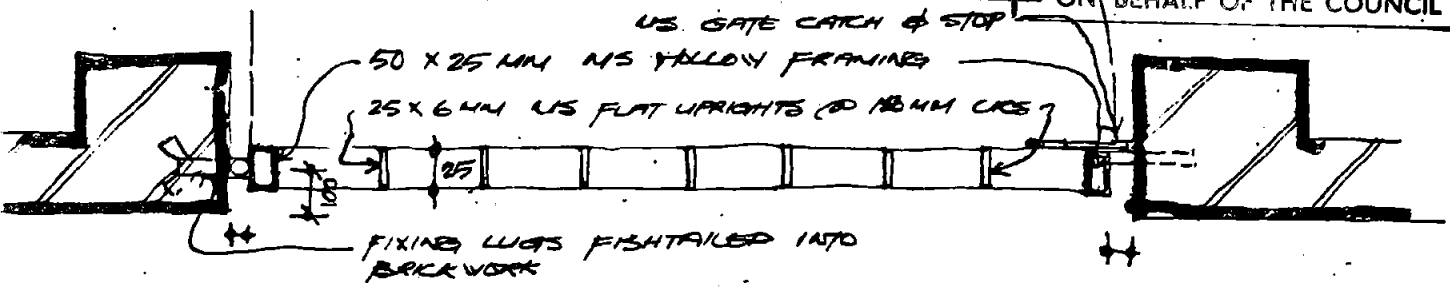 ON BEHALF OF THE COUNCIL
MS GATE CATCH & STOP
50 X 25 MM MS HOLLOW FRAMING
25 X 6 MM MS FLAT UPRIGHTS @ MM CRS
25
100
FIXING LUGS FISHTAILED INTO
BRICKWORK